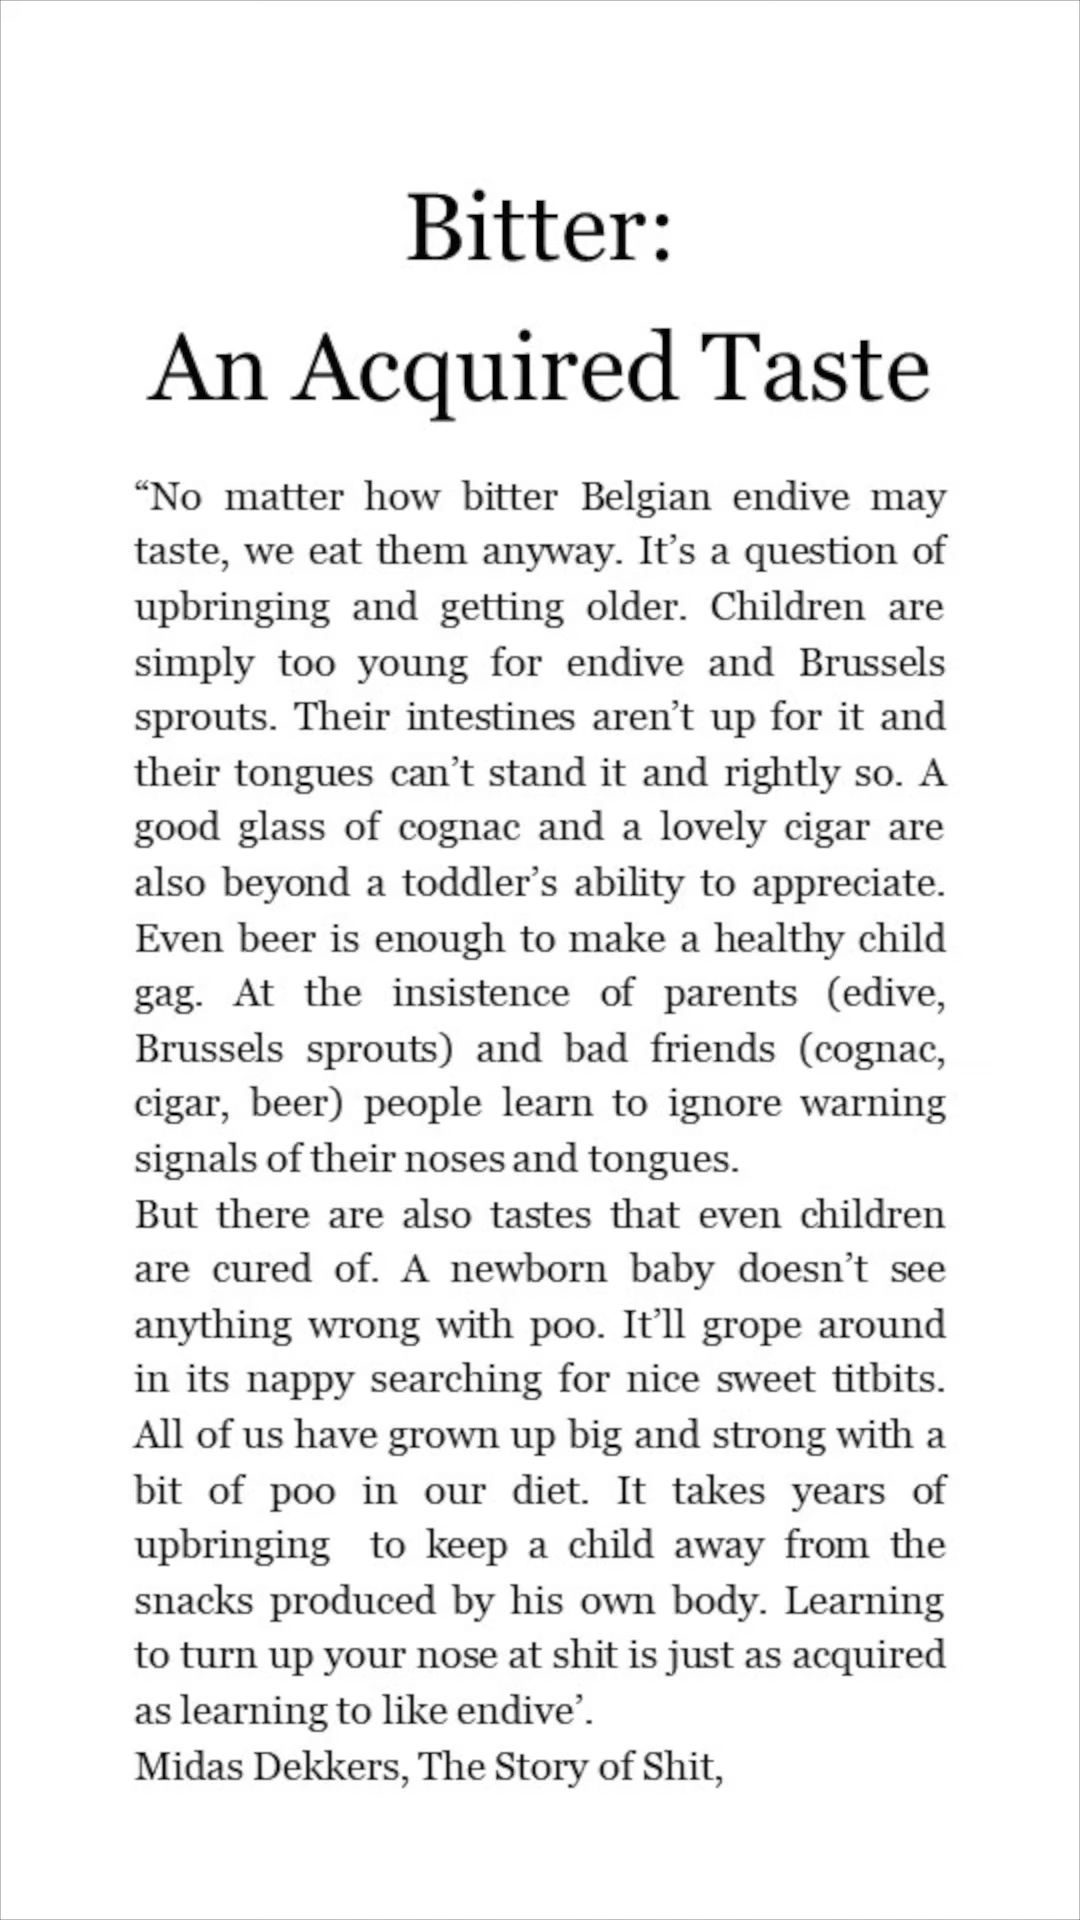 Bitter:
An Acquired Taste
“No matter how bitter Belgian endive may
taste, we eat them anyway. It’s a question of
upbringing and getting older. Children are
simply too young for endive and Brussels
sprouts. Their intestines aren’t up for it and
their tongues can’t stand it and rightly so. A
good glass of cognac and a lovely cigar are
also beyond a toddler’s ability to appreciate.
Even beer is enough to make a healthy child
gag. At the insistence of parents (edive,
Brussels sprouts) and bad friends (cognac,
cigar, beer) people learn to ignore warning
signals of their noses and tongues.
But there are also tastes that even children
are cured of. A newborn baby doesn’t see
anything wrong with poo. It’ll grope around
in its nappy searching for nice sweet titbits.
All of us have grown up big and strong with a
bit of poo in our diet. It takes years of
upbringing to keep a child away from the
snacks produced by his own body. Learning
to turn up your nose at shit is just as acquired
as learning to like endive’.
Midas Dekkers, The Story of Shit,